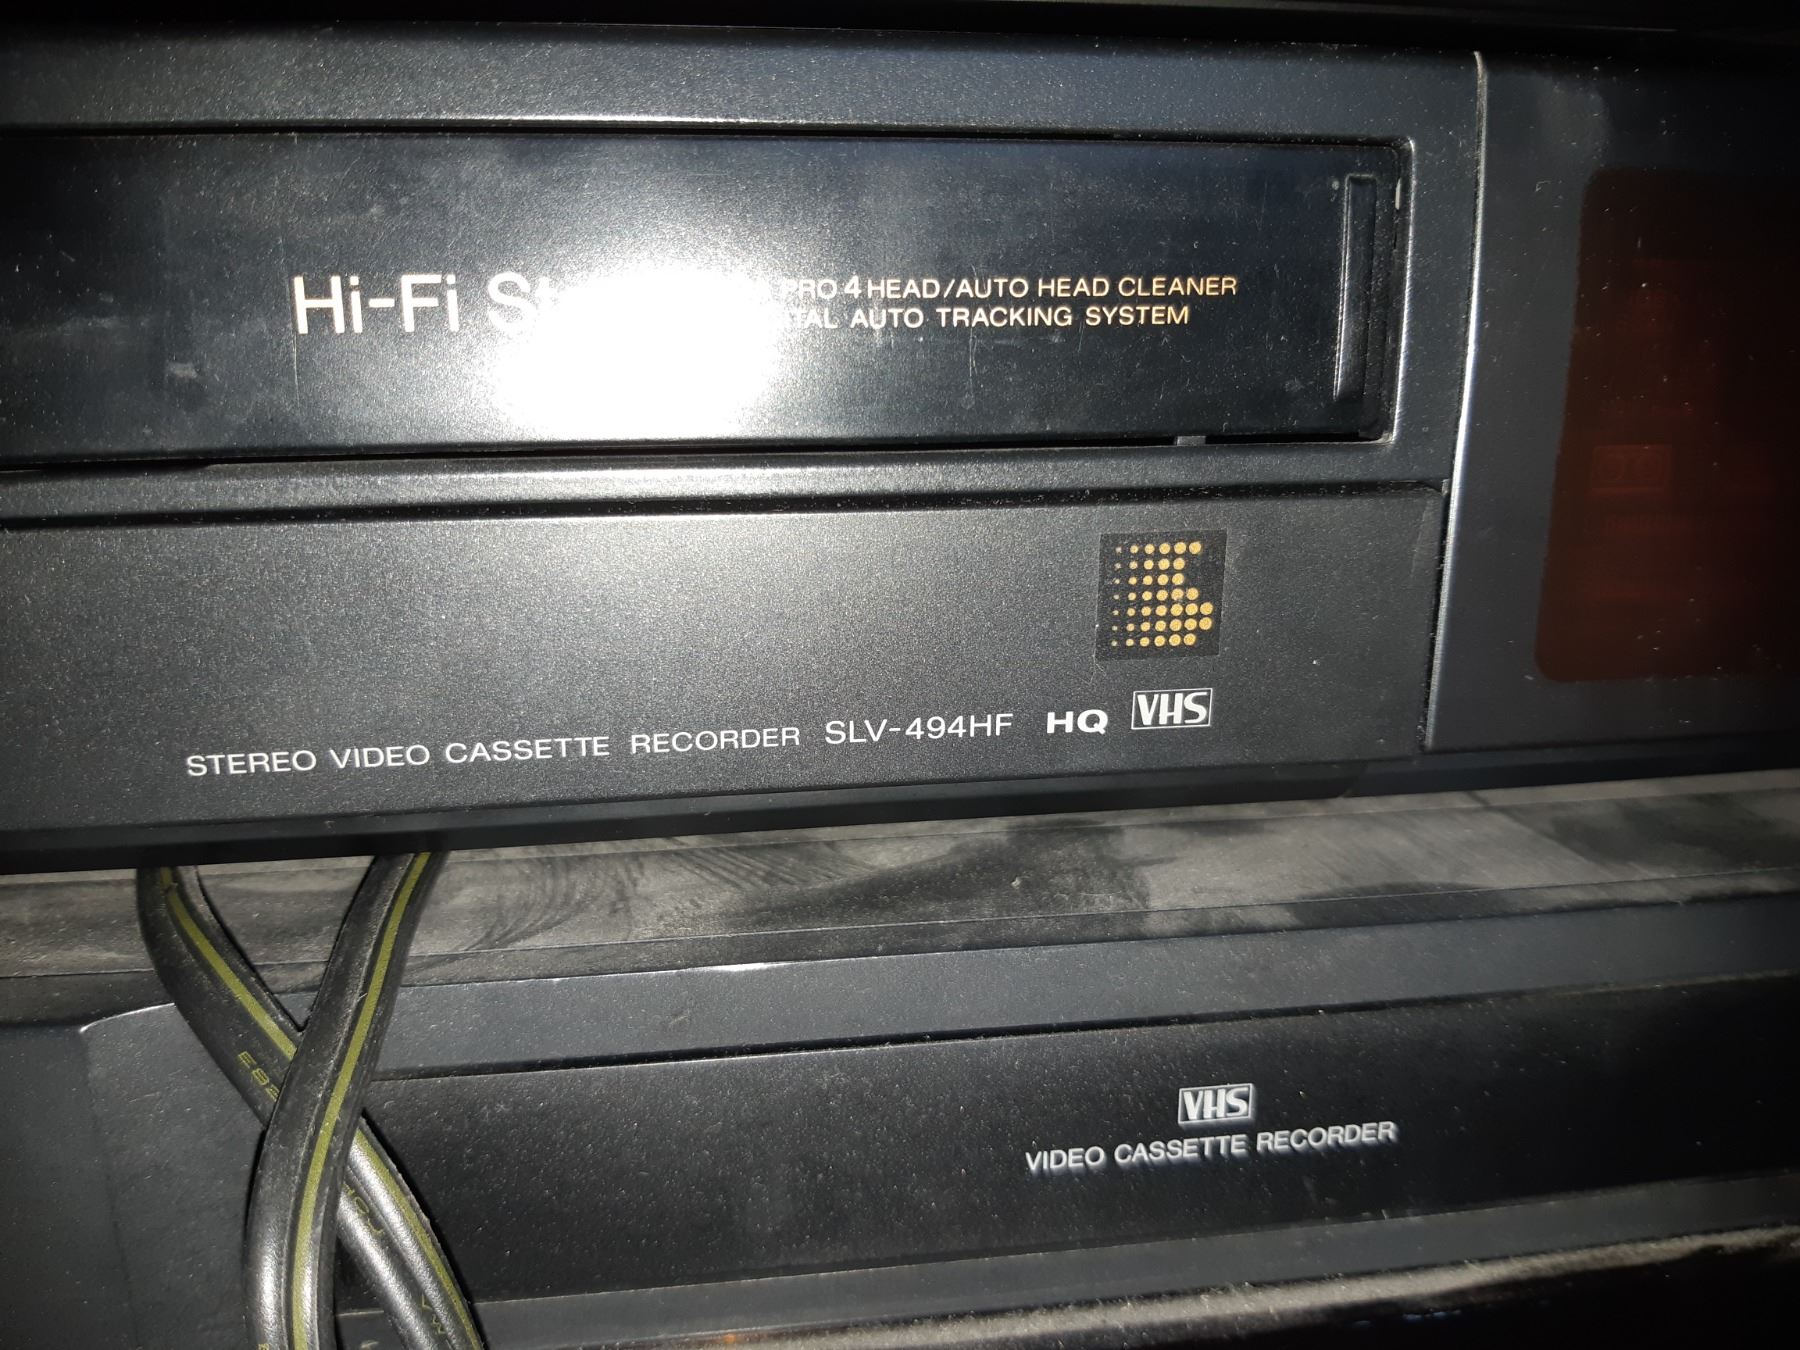 Hi-Fi
PRO 4 HEAD/AUTO HEAD CLEANER
AUTO TRACKING SYSTEM
STEREO VIDEO CASSETTE RECORDER SLV-494HF HQ VHS
VHS
VIDEO CASSETTE RECORDER